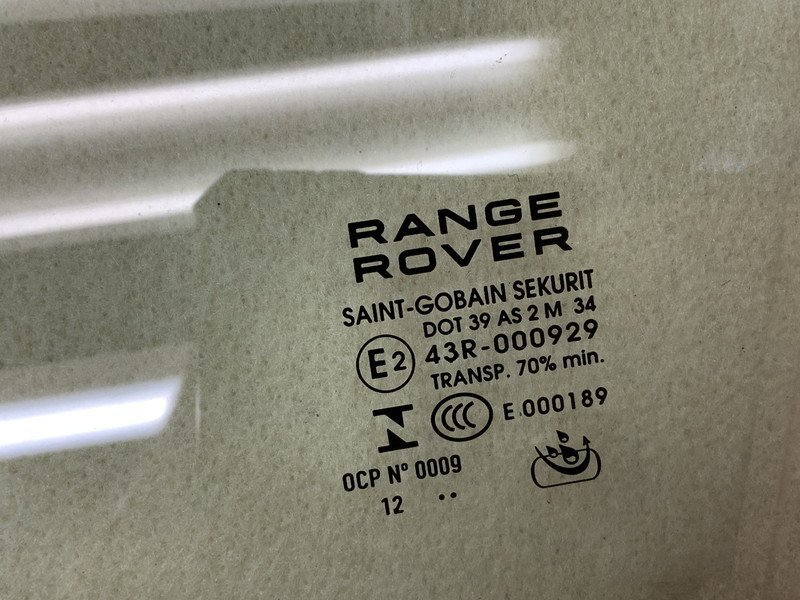 RANGE
ROVER
SAINT-GOBAIN SEKURIT
DOT 39 AS 2 M 34
E2 43R-000929
TRANSP. 70% min.
CCC E 000189
OCP Nº 0009
12 ..